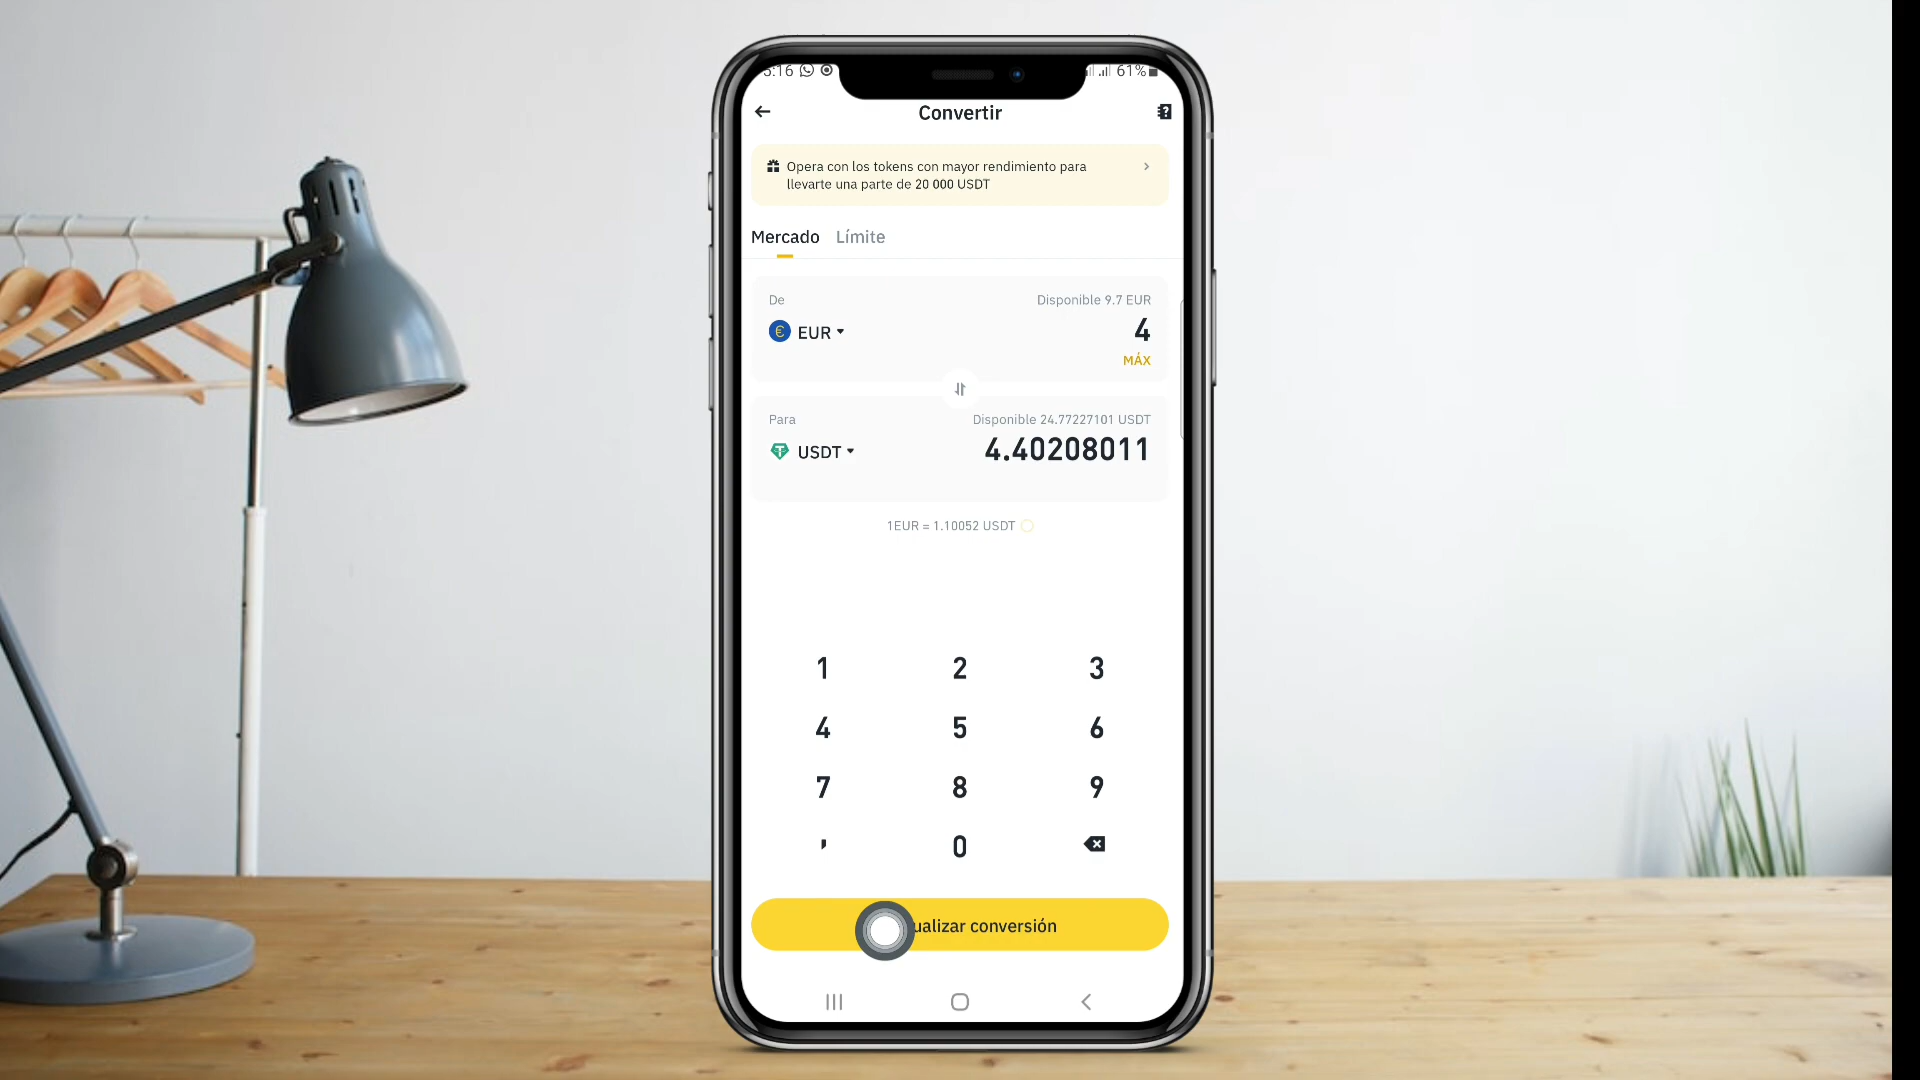 5:16 61%
Convertir
Opera con los tokens con mayor rendimiento para
llevarte una parte de 20 000 USDT
Mercado Límite
De Disponible 9.7 EUR
EUR 4
MÁX
Para Disponible 24.77227101 USDT
USDT 4.40208011
1EUR = 1.10052 USDT
1 2 3
4 5 6
7 8 9
, 0
ualizar conversión